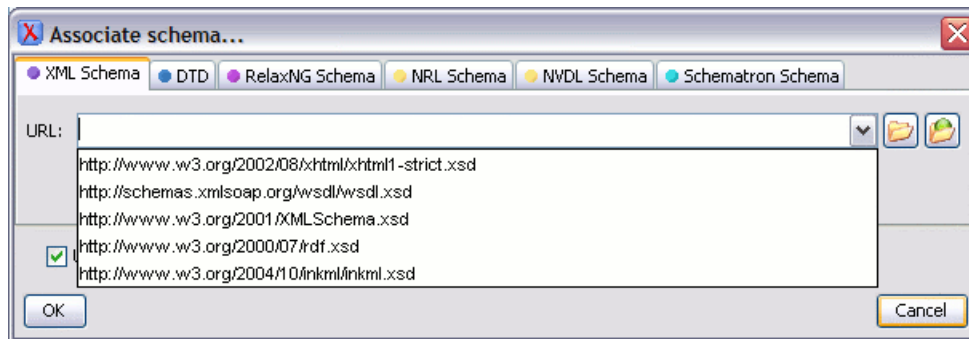 Associate schema...
XML Schema DTD RelaxNG Schema NRL Schema NVDL Schema Schematron Schema
URL:
http://www.w3.org/2002/08/xhtml/xhtml1-strict.xsd
http://schemas.xmlsoap.org/wsdl/wsdl.xsd
http://www.w3.org/2001/XMLSchema.xsd
http://www.w3.org/2000/07/rdf.xsd
http://www.w3.org/2004/10/inkml/inkml.xsd
OK Cancel